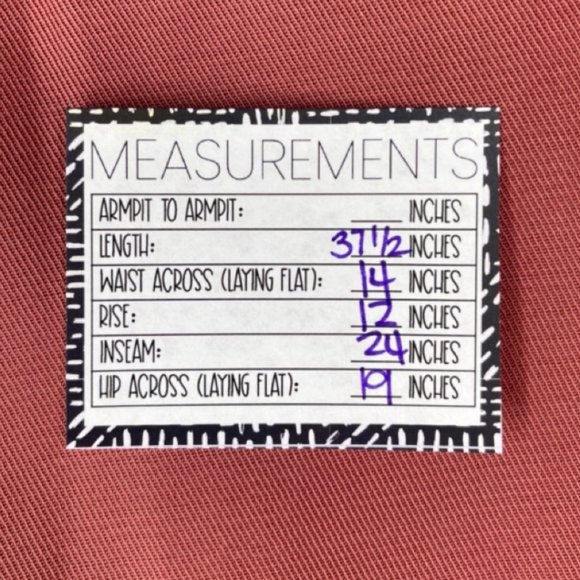 MEASUREMENTS
ARMPIT TO ARMPIT: ____ INCHES
LENGTH: 37 1/2 INCHES
WAIST ACROSS (LAYING FLAT): 14 INCHES
RISE: 12 INCHES
INSEAM: 24 INCHES
HIP ACROSS (LAYING FLAT): 19 INCHES